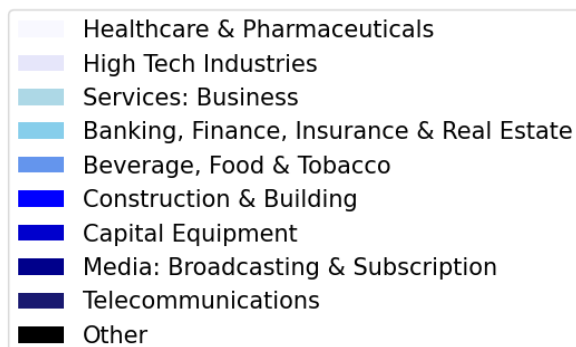 Healthcare & Pharmaceuticals
High Tech Industries
Services: Business
Banking, Finance, Insurance & Real Estate
Beverage, Food & Tobacco
Construction & Building
Capital Equipment
Media: Broadcasting & Subscription
Telecommunications
Other